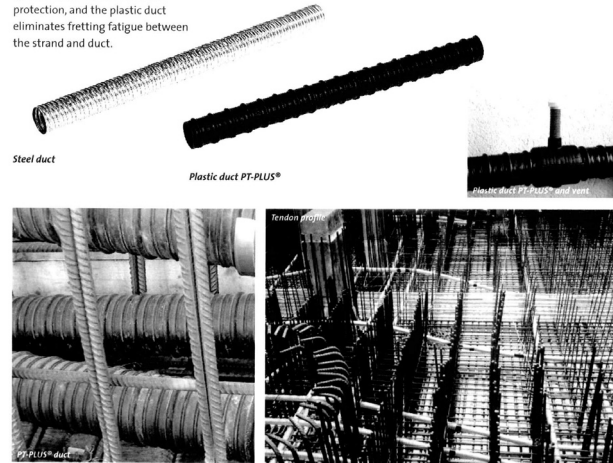 protection, and the plastic duct
eliminates fretting fatigue between
the strand and duct.
Steel duct
Plastic duct PT-PLUS®
Plastic duct PT-PLUS® and vent
Tendon profile
PT-PLUS® duct